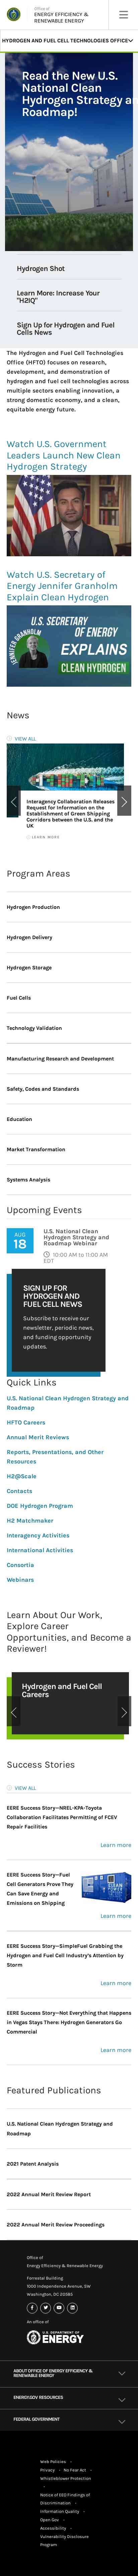 Office of
ENERGY EFFICIENCY &
RENEWABLE ENERGY
HYDROGEN AND FUEL CELL TECHNOLOGIES OFFICE
Read the New U.S.
National Clean
Hydrogen Strategy an
Roadmap!
Hydrogen Shot
Learn More: Increase Your
"H2IQ"
Sign Up for Hydrogen and Fuel
Cells News
The Hydrogen and Fuel Cell Technologies
Office (HFTO) focuses on research,
development, and demonstration of
hydrogen and fuel cell technologies across
multiple sectors enabling innovation, a
strong domestic economy, and a clean,
equitable energy future.
Watch U.S. Government
Leaders Launch New Clean
Hydrogen Strategy
Watch U.S. Secretary of
Energy Jennifer Granholm
Explain Clean Hydrogen
JENNIFER
GRANHOLM
U.S. SECRETARY
OF ENERGY
EXPLAINS
CLEAN HYDROGEN
News
VIEW ALL
Interagency Collaboration Releases
Request for Information on the
Establishment of Green Shipping
Corridors between the U.S. and the
UK
LEARN MORE
Program Areas
Hydrogen Production
Hydrogen Delivery
Hydrogen Storage
Fuel Cells
Technology Validation
Manufacturing Research and Development
Safety, Codes and Standards
Education
Market Transformation
Systems Analysis
Upcoming Events
AUG
18
U.S. National Clean
Hydrogen Strategy and
Roadmap Webinar
10:00 AM to 11:00 AM
EDT
SIGN UP FOR
HYDROGEN AND
FUEL CELL NEWS
Subscribe to receive our
newsletter, periodic news,
and funding opportunity
updates.
Quick Links
U.S. National Clean Hydrogen Strategy and
Roadmap
HFTO Careers
Annual Merit Reviews
Reports, Presentations, and Other
Resources
H2@Scale
Contacts
DOE Hydrogen Program
H2 Matchmaker
Interagency Activities
International Activities
Consortia
Webinars
Learn About Our Work,
Explore Career
Opportunities, and Become a
Reviewer!
Hydrogen and Fuel Cell
Careers
Success Stories
VIEW ALL
EERE Success Story—NREL-KPA-Toyota
Collaboration Facilitates Permitting of FCEV
Repair Facilities
Learn more
EERE Success Story—Fuel
Cell Generators Prove They
Can Save Energy and
Emissions on Shipping
Learn more
EERE Success Story—SimpleFuel Grabbing the
Hydrogen and Fuel Cell Industry's Attention by
Storm
Learn more
EERE Success Story—Not Everything that Happens
in Vegas Stays There: Hydrogen Generators Go
Commercial
Learn more
Featured Publications
U.S. National Clean Hydrogen Strategy and
Roadmap
2021 Patent Analysis
2022 Annual Merit Review Report
2022 Annual Merit Review Proceedings
Office of
Energy Efficiency & Renewable Energy
Forrestal Building
1000 Independence Avenue, SW
Washington, DC 20585
An office of
U.S. DEPARTMENT OF
ENERGY
ABOUT OFFICE OF ENERGY EFFICIENCY &
RENEWABLE ENERGY
ENERGY.GOV RESOURCES
FEDERAL GOVERNMENT
Web Policies •
Privacy • No Fear Act •
Whistleblower Protection
•
Notice of EEO Findings of
Discrimination •
Information Quality •
Open Gov •
Accessibility •
Vulnerability Disclosure
Program